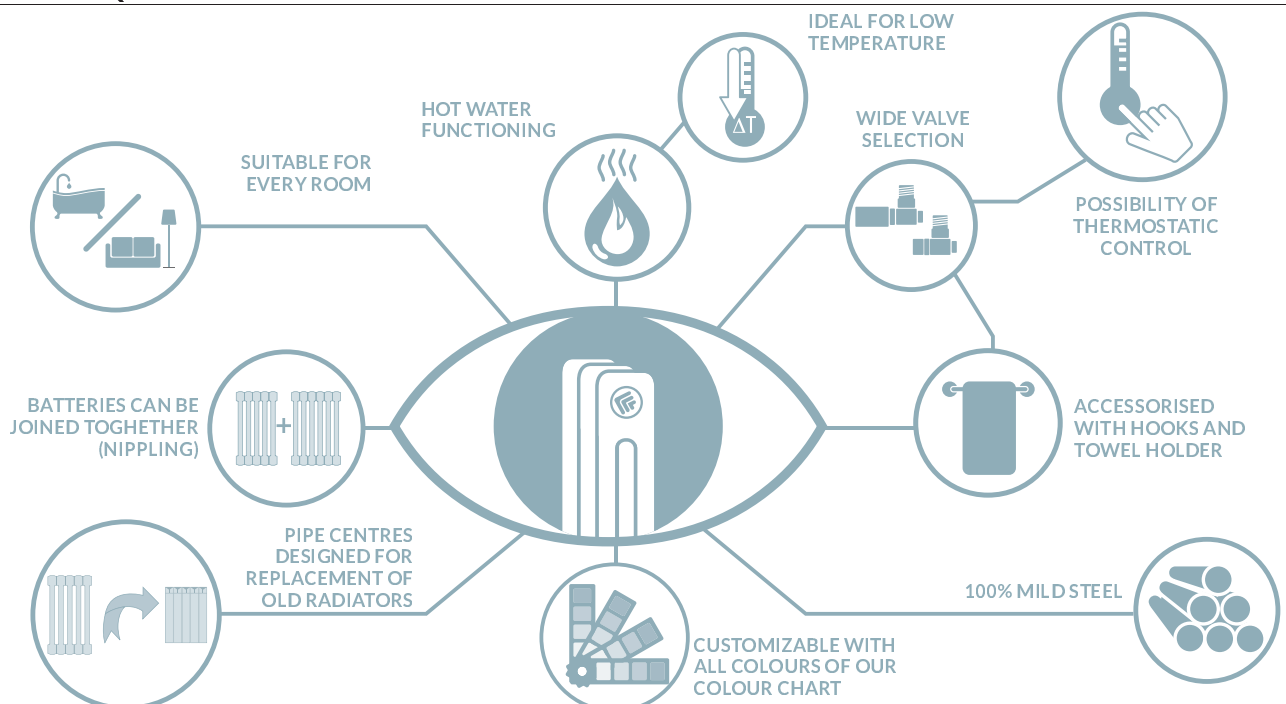 IDEAL FOR LOW
TEMPERATURE
HOT WATER
FUNCTIONING
WIDE VALVE
SELECTION
SUITABLE FOR
EVERY ROOM
ΔT
POSSIBILITY OF
THERMOSTATIC
CONTROL
BATTERIES CAN BE
JOINED TOGHETHER
(NIPPLING)
+
ACCESSORISED
WITH HOOKS AND
TOWEL HOLDER
PIPE CENTRES
DESIGNED FOR
REPLACEMENT OF
OLD RADIATORS
100% MILD STEEL
CUSTOMIZABLE WITH
ALL COLOURS OF OUR
COLOUR CHART